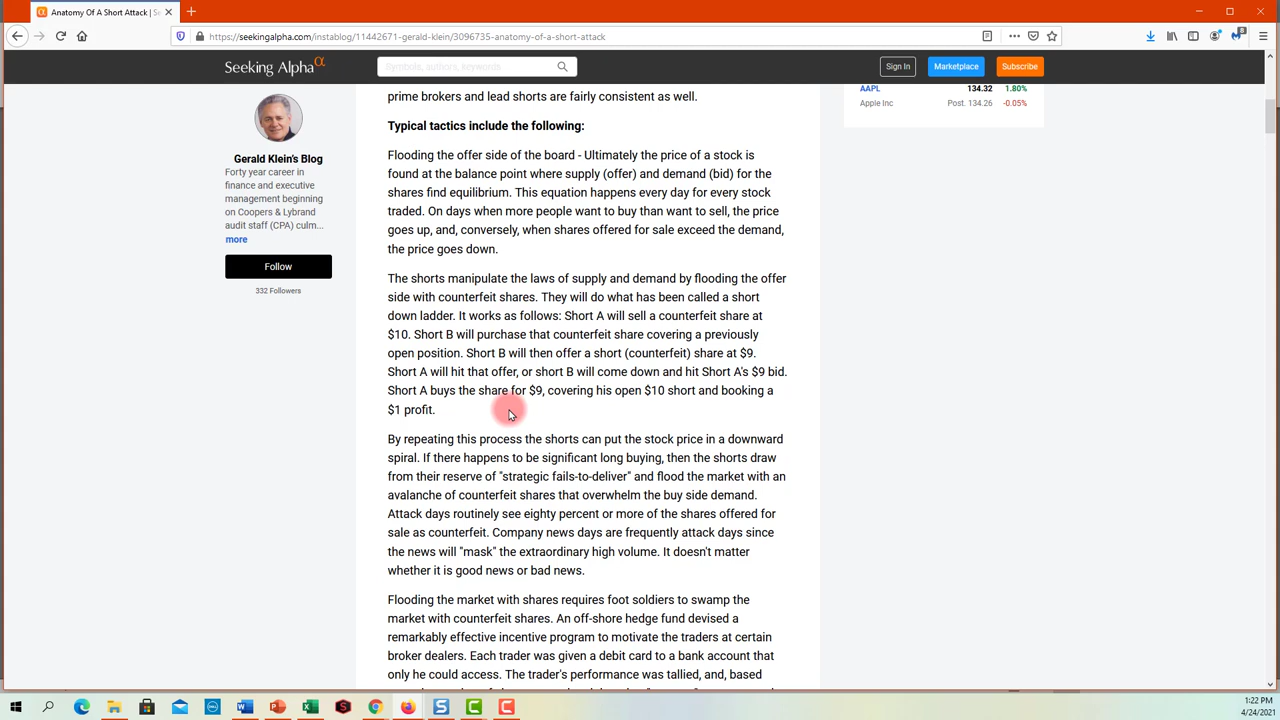 Anatomy Of A Short Attack | S
https://seekingalpha.com/instablog/11442671-gerald-klein/3096735-anatomy-of-a-short-attack
Seeking Alpha α
Symbols, authors, keywords
Sign In
Marketplace
Subscribe
AAPL 134.32 1.80%
Apple Inc Post. 134.26 -0.05%
Gerald Klein's Blog
Forty year career in
finance and executive
management beginning
on Coopers & Lybrand
audit staff (CPA) culm...
more
Follow
332 Followers
prime brokers and lead shorts are fairly consistent as well.
Typical tactics include the following:
Flooding the offer side of the board - Ultimately the price of a stock is
found at the balance point where supply (offer) and demand (bid) for the
shares find equilibrium. This equation happens every day for every stock
traded. On days when more people want to buy than want to sell, the price
goes up, and, conversely, when shares offered for sale exceed the demand,
the price goes down.
The shorts manipulate the laws of supply and demand by flooding the offer
side with counterfeit shares. They will do what has been called a short
down ladder. It works as follows: Short A will sell a counterfeit share at
$10. Short B will purchase that counterfeit share covering a previously
open position. Short B will then offer a short (counterfeit) share at $9.
Short A will hit that offer, or short B will come down and hit Short A's $9 bid.
Short A buys the share for $9, covering his open $10 short and booking a
$1 profit.
By repeating this process the shorts can put the stock price in a downward
spiral. If there happens to be significant long buying, then the shorts draw
from their reserve of "strategic fails-to-deliver" and flood the market with an
avalanche of counterfeit shares that overwhelm the buy side demand.
Attack days routinely see eighty percent or more of the shares offered for
sale as counterfeit. Company news days are frequently attack days since
the news will "mask" the extraordinary high volume. It doesn't matter
whether it is good news or bad news.
Flooding the market with shares requires foot soldiers to swamp the
market with counterfeit shares. An off-shore hedge fund devised a
remarkably effective incentive program to motivate the traders at certain
broker dealers. Each trader was given a debit card to a bank account that
only he could access. The trader's performance was tallied, and, based
1:22 PM
4/24/2021